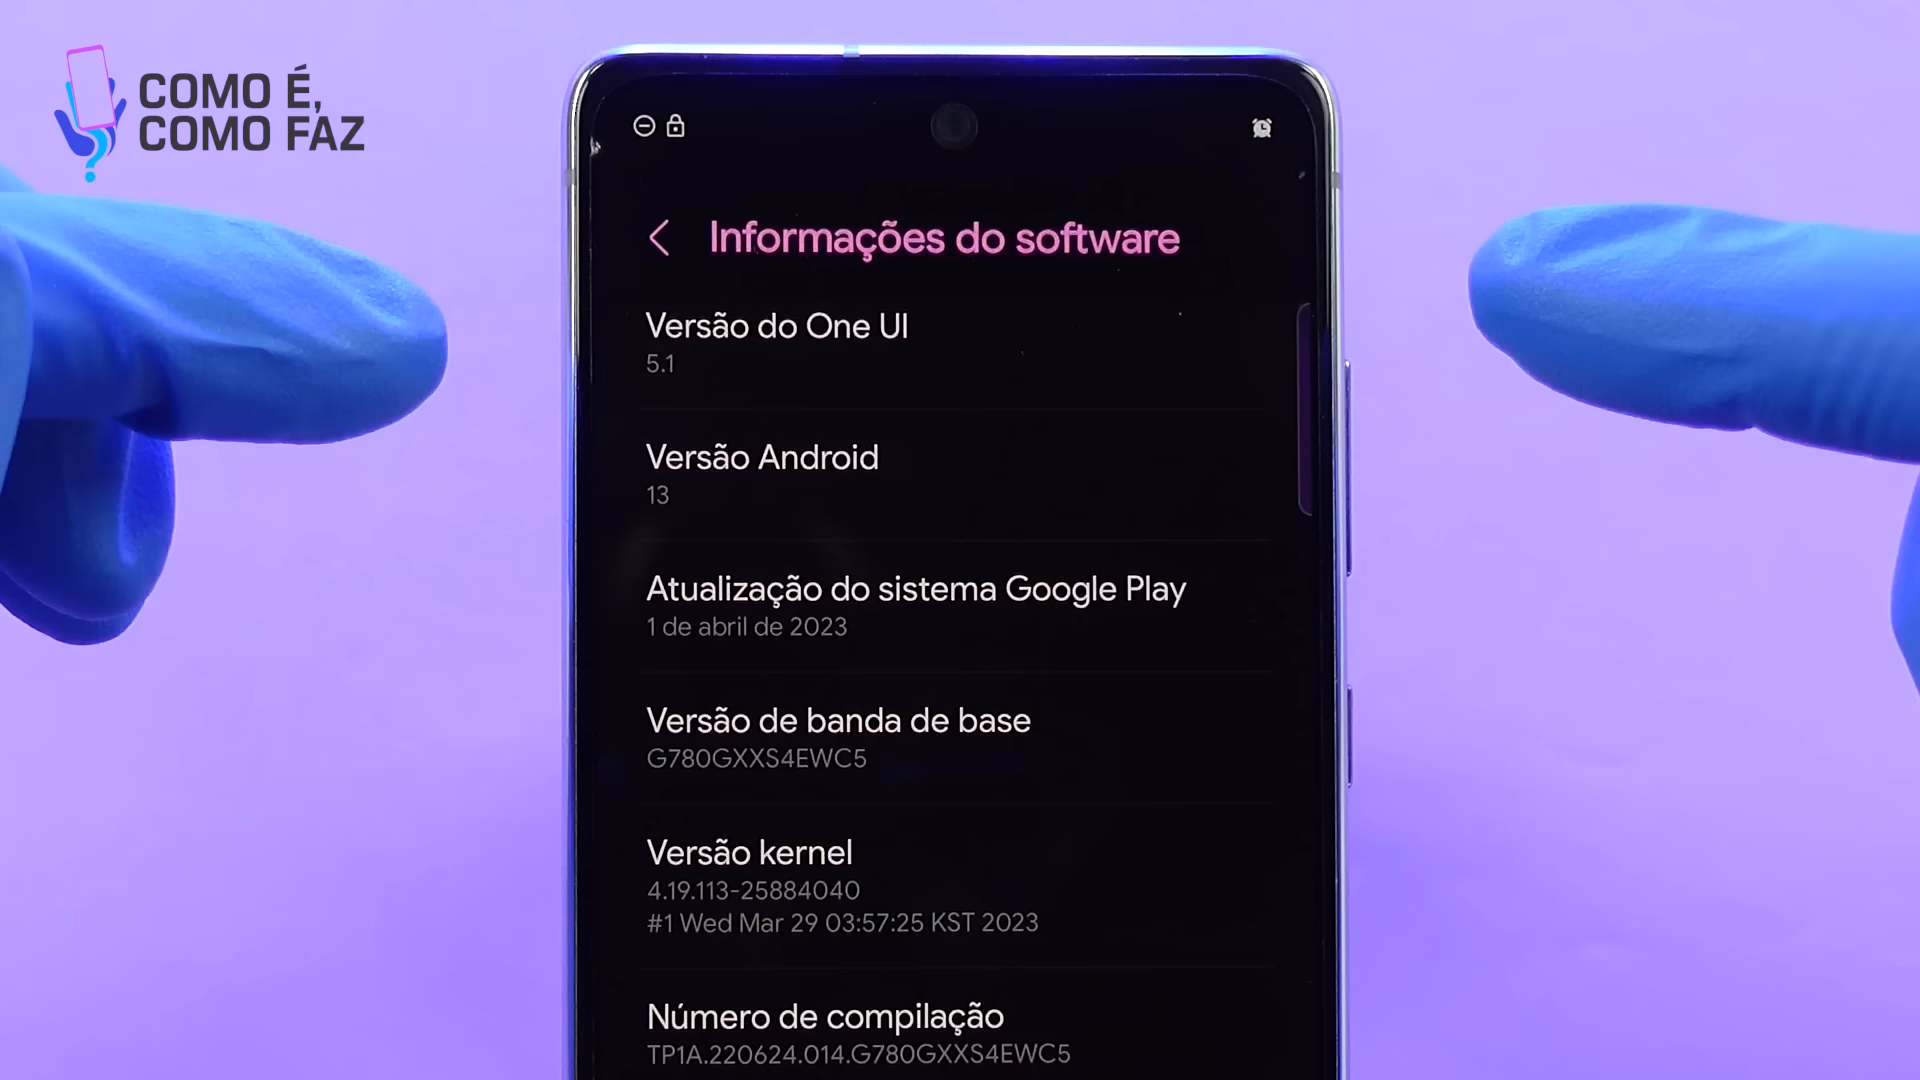 COMO É,
COMO FAZ
Informações do software
Versão do One UI
5.1
Versão Android
13
Atualização do sistema Google Play
1 de abril de 2023
Versão de banda de base
G780GXXS4EWC5
Versão kernel
4.19.113-25884040
#1 Wed Mar 29 03:57:25 KST 2023
Número de compilação
TP1A.220624.014.G780GXXS4EWC5